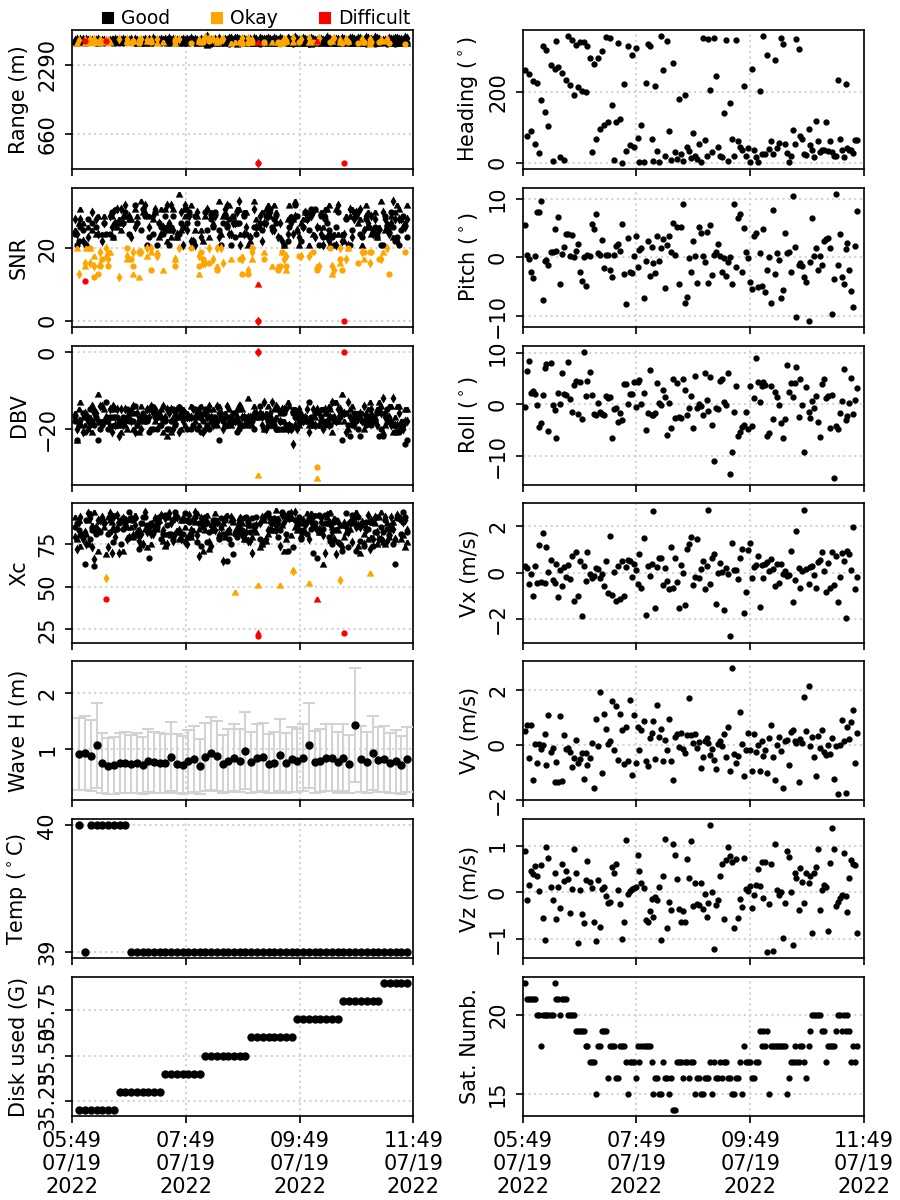 Good Okay Difficult
Range (m)
2290
660
Heading (°)
200
0
SNR
20
0
Pitch (°)
10
0
−10
DBV
0
−20
Roll (°)
10
0
−10
Xc
75
50
25
Vx (m/s)
2
0
−2
Wave H (m)
2
1
Vy (m/s)
2
0
−2
Temp (°C)
40
39
Vz (m/s)
1
0
−1
Disk used (G)
35.75
35.50
35.25
Sat. Numb.
20
15
05:49 07:49 09:49 11:49
07/19 07/19 07/19 07/19
2022 2022 2022 2022
05:49 07:49 09:49 11:49
07/19 07/19 07/19 07/19
2022 2022 2022 2022